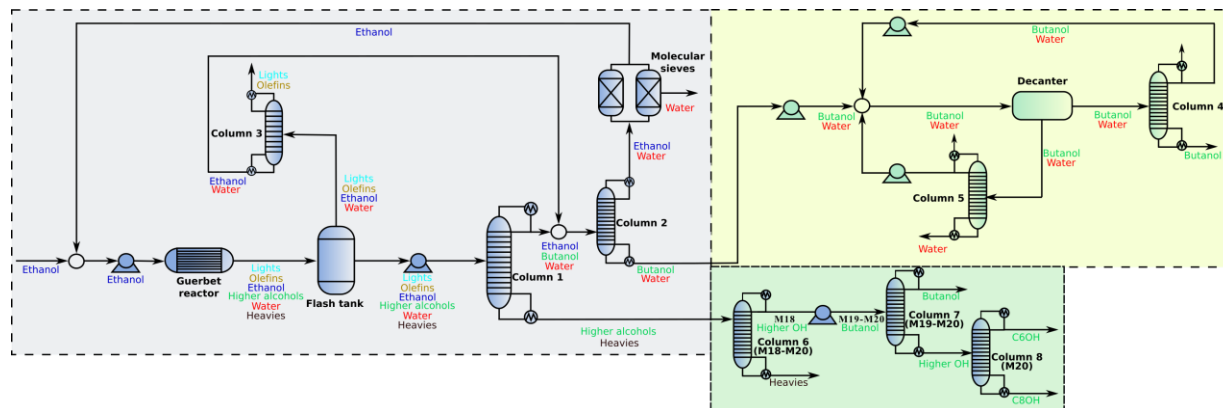 Ethanol
Molecular
sieves
Water
Lights
Olefins
Column 3
Ethanol
Water
Lights
Olefins
Ethanol
Water
Ethanol
Water
Column 2
Ethanol
Butanol
Water
Butanol
Water
Column 1
Ethanol
Ethanol
Guerbet
reactor
Lights
Olefins
Ethanol
Higher alcohols
Water
Heavies
Flash tank
Lights
Olefins
Ethanol
Higher alcohols
Water
Heavies
Higher alcohols
Heavies
Butanol
Water
Decanter
Column 4
Butanol
Water
Butanol
Water
Butanol
Water
Butanol
Butanol
Water
Column 5
Water
M18
Higher OH
M19-M20
Butanol
Butanol
Column 7
(M19-M20)
Column 6
(M18-M20)
Heavies
Higher OH
C6OH
Column 8
(M20)
C8OH